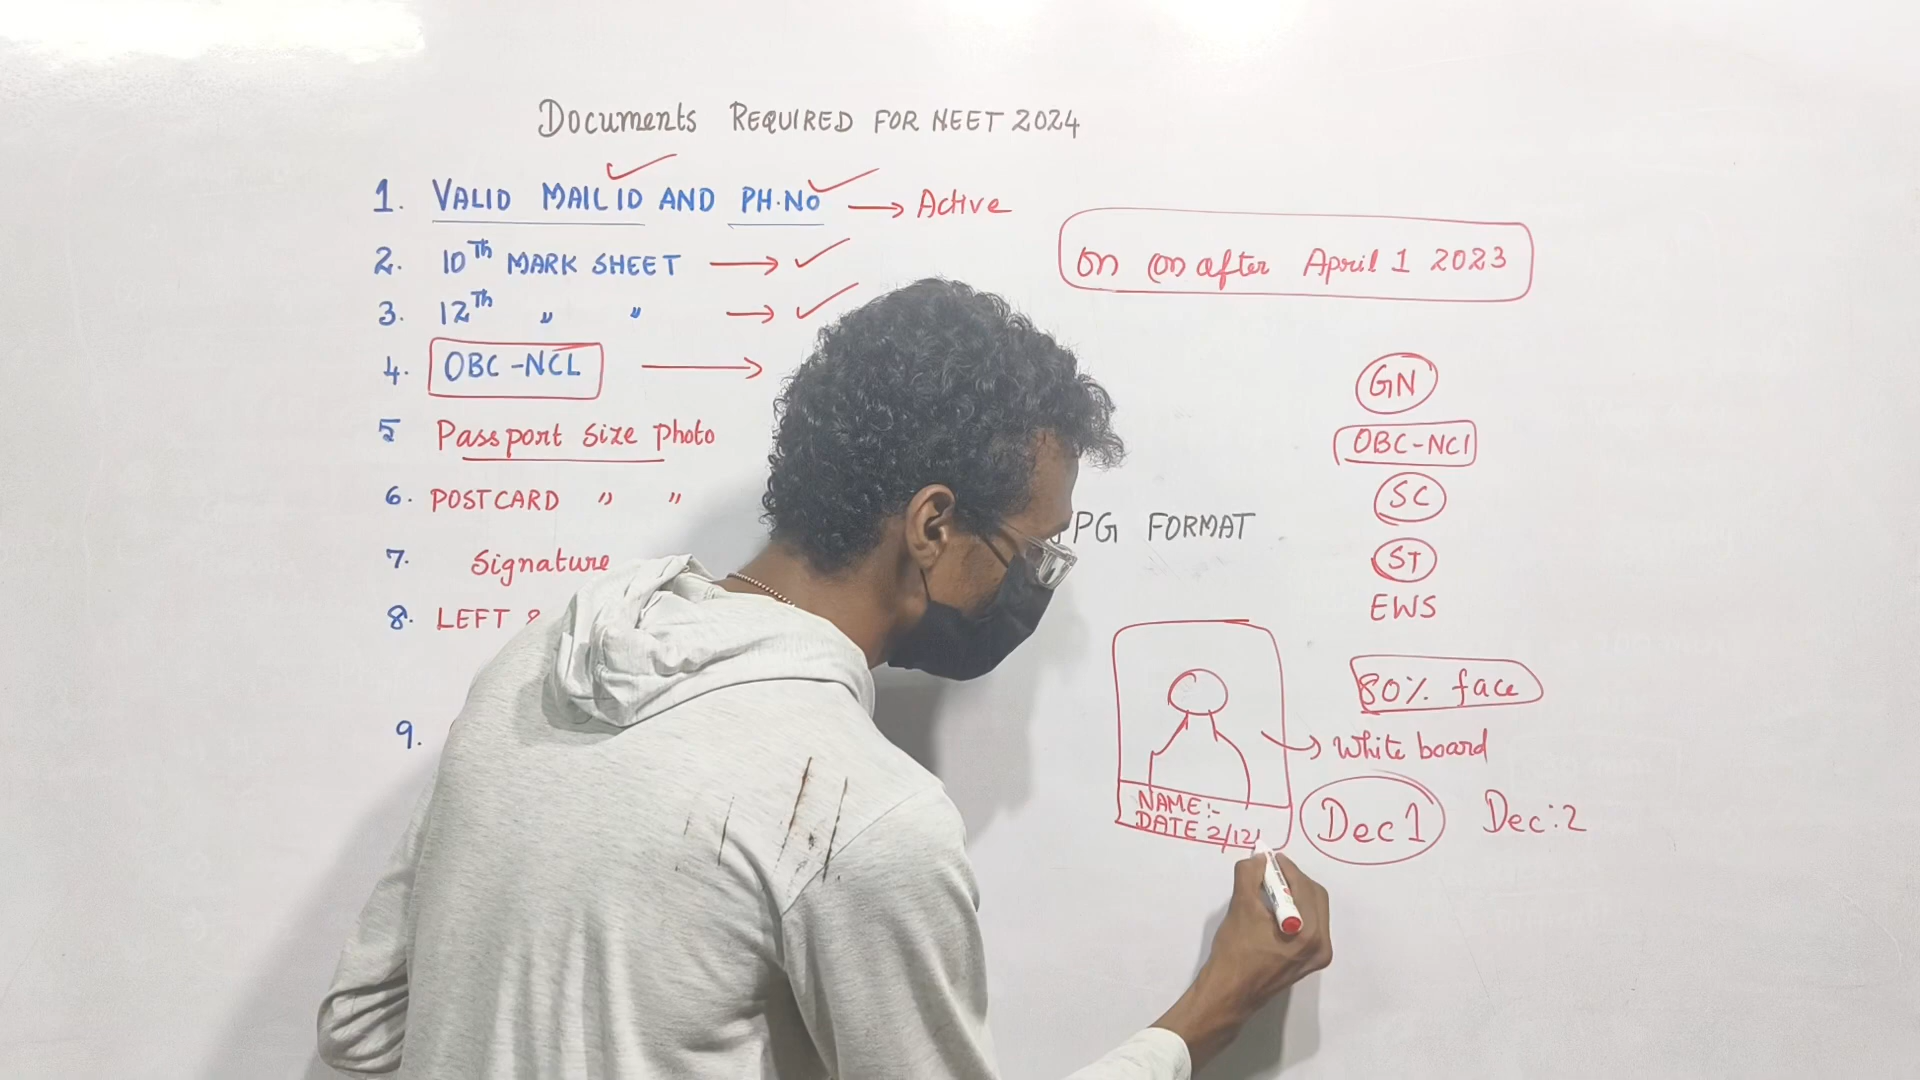 Documents REQUIRED FOR NEET 2024
1. VALID MAIL ID AND PH.NO → Active
2. 10Th MARK SHEET →
3. 12Th " " →
4. OBC-NCL →
5 Passport size photo
6. POSTCARD " "
7. Signature
8. LEFT &
9.
on or after April 1 2023
GN
OBC-NCl
SC
ST
EWS
PG FORMAT
80% face
→ White board
NAME:-
DATE 2/12/
Dec 1
Dec:2